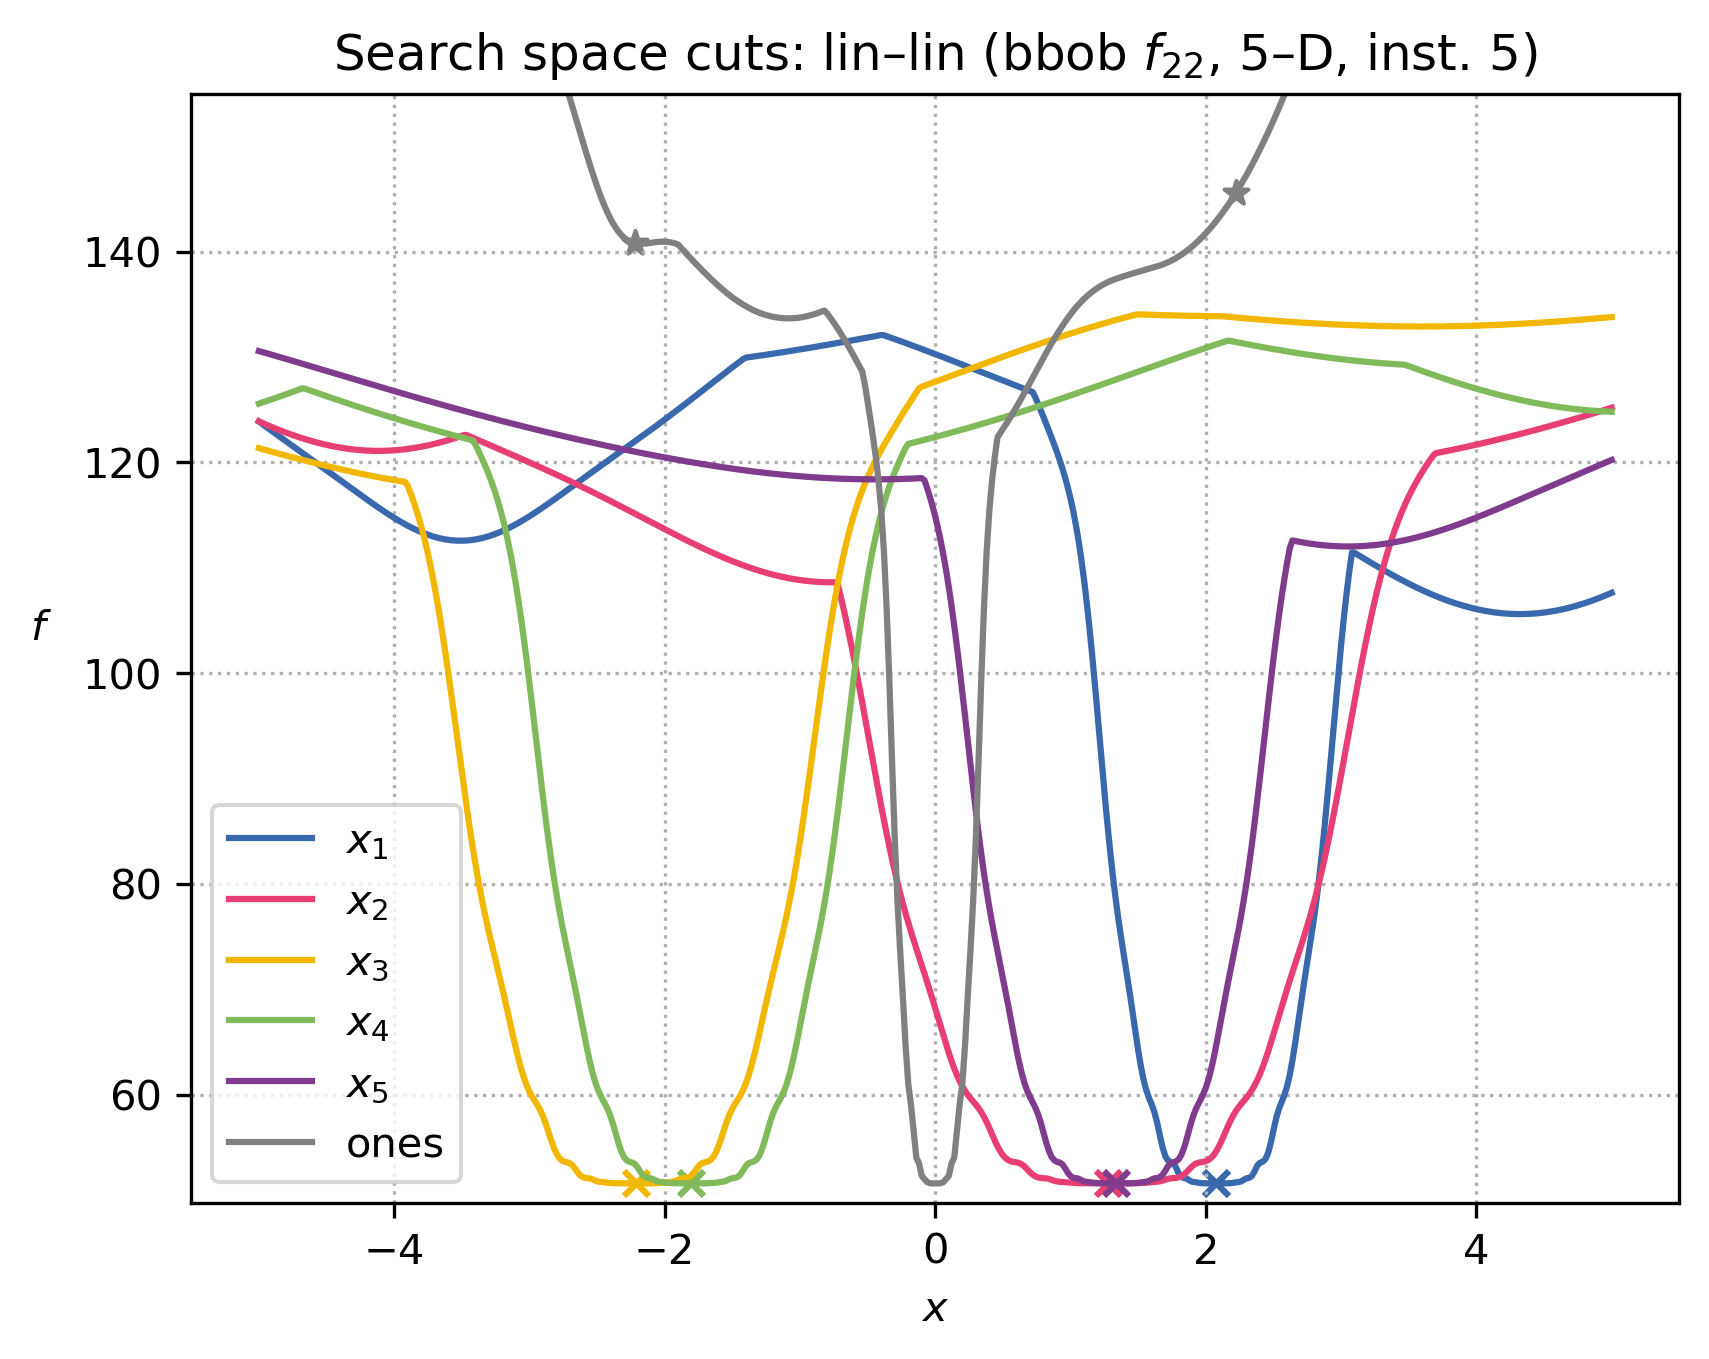 Search space cuts: lin–lin (bbob f₂₂, 5–D, inst. 5)
140
120
100
80
60
f
x₁
x₂
x₃
x₄
x₅
ones
−4 −2 0 2 4
x